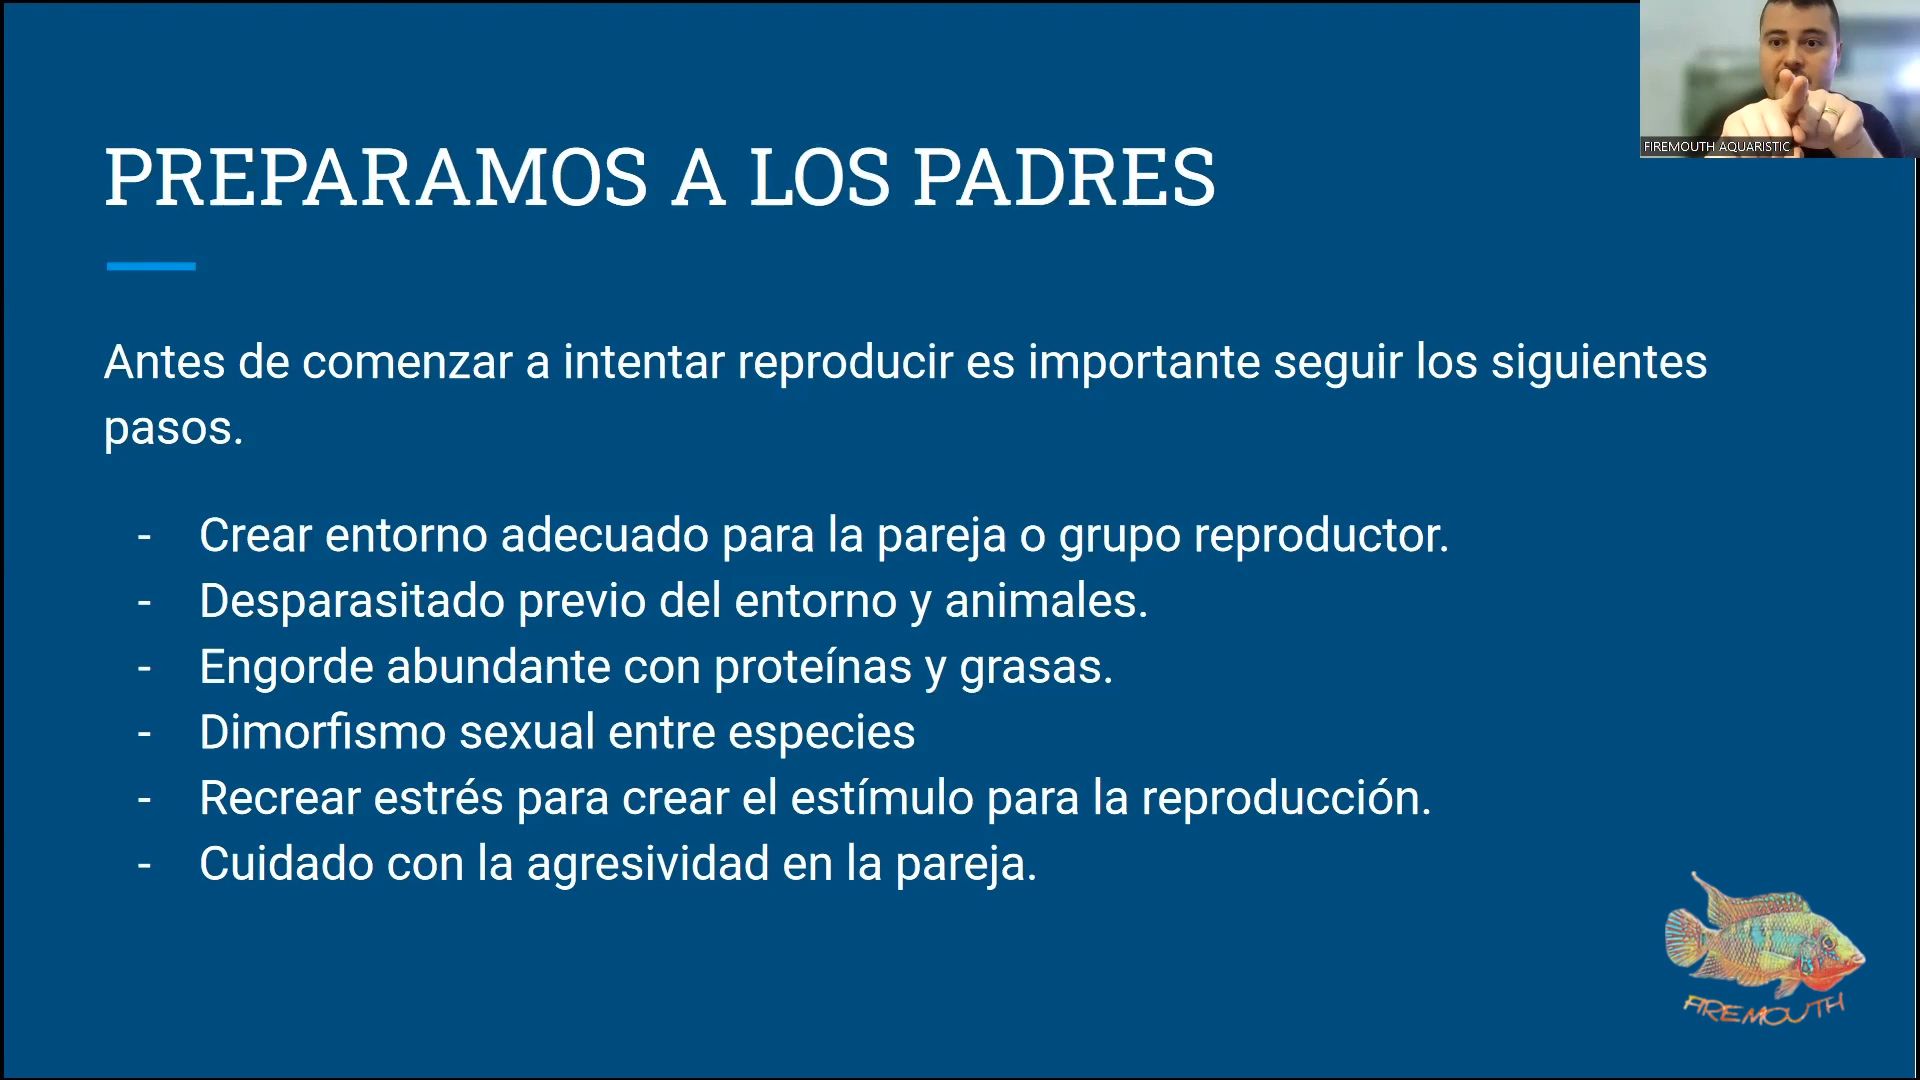 FIREMOUTH AQUARISTIC
PREPARAMOS A LOS PADRES
Antes de comenzar a intentar reproducir es importante seguir los siguientes
pasos.
- Crear entorno adecuado para la pareja o grupo reproductor.
- Desparasitado previo del entorno y animales.
- Engorde abundante con proteínas y grasas.
- Dimorfismo sexual entre especies
- Recrear estrés para crear el estímulo para la reproducción.
- Cuidado con la agresividad en la pareja.
FIREMOUTH